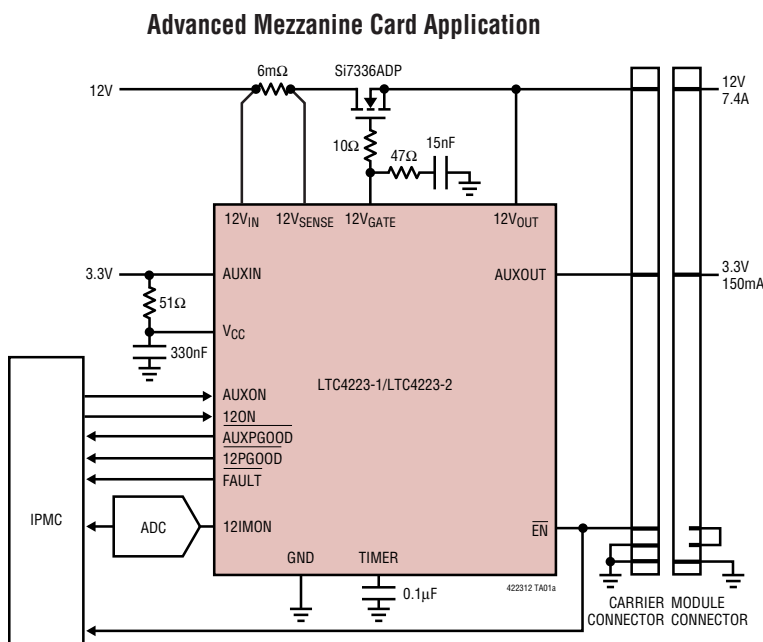 Advanced Mezzanine Card Application
6mΩ
Si7336ADP
12V
12V
7.4A
10Ω
47Ω
15nF
12VIN
12VSENSE
12VGATE
12VOUT
3.3V
AUXIN
AUXOUT
3.3V
150mA
51Ω
VCC
330nF
LTC4223-1/LTC4223-2
AUXON
12ON
AUXPGOOD
12PGOOD
FAULT
IPMC
ADC
12IMON
EN
GND
TIMER
0.1µF
422312 TA01a
CARRIER
CONNECTOR
MODULE
CONNECTOR